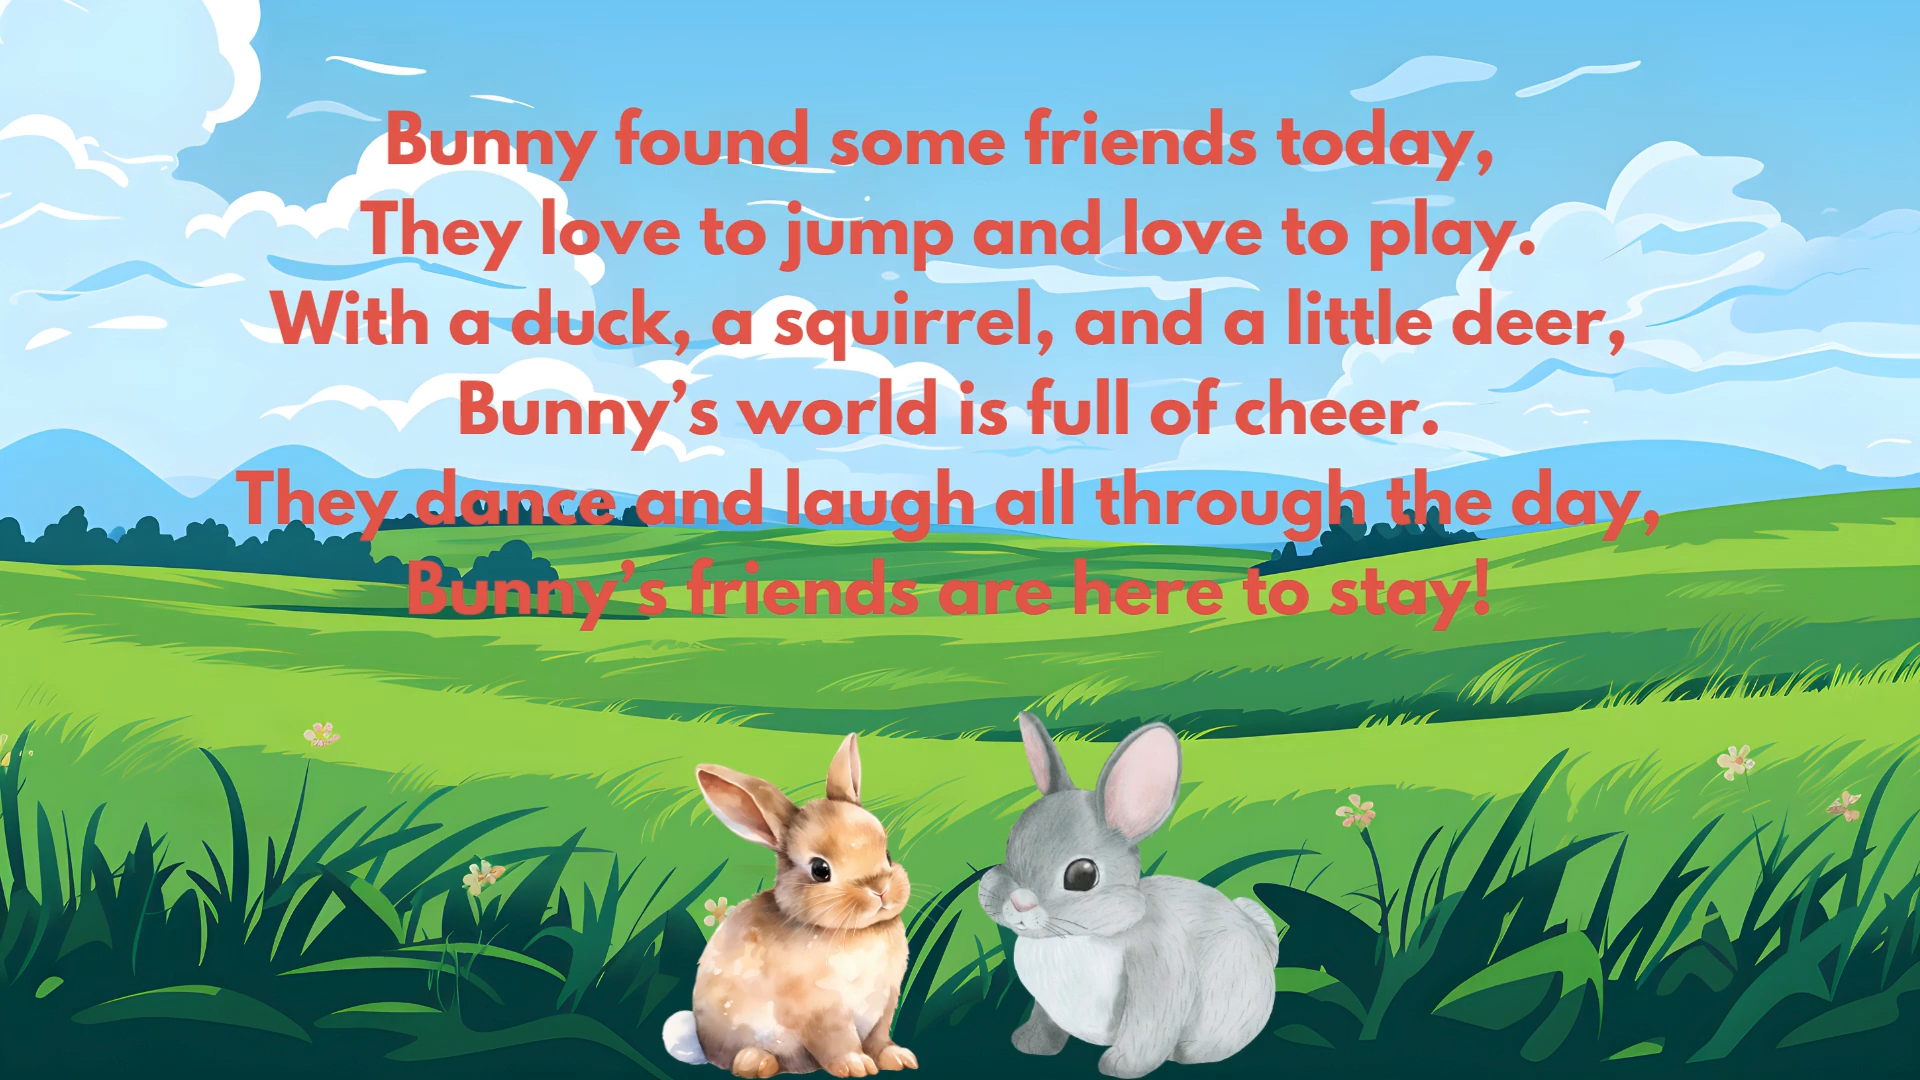 Bunny found some friends today,
They love to jump and love to play.
With a duck, a squirrel, and a little deer,
Bunny’s world is full of cheer.
They dance and laugh all through the day,
Bunny’s friends are here to stay!